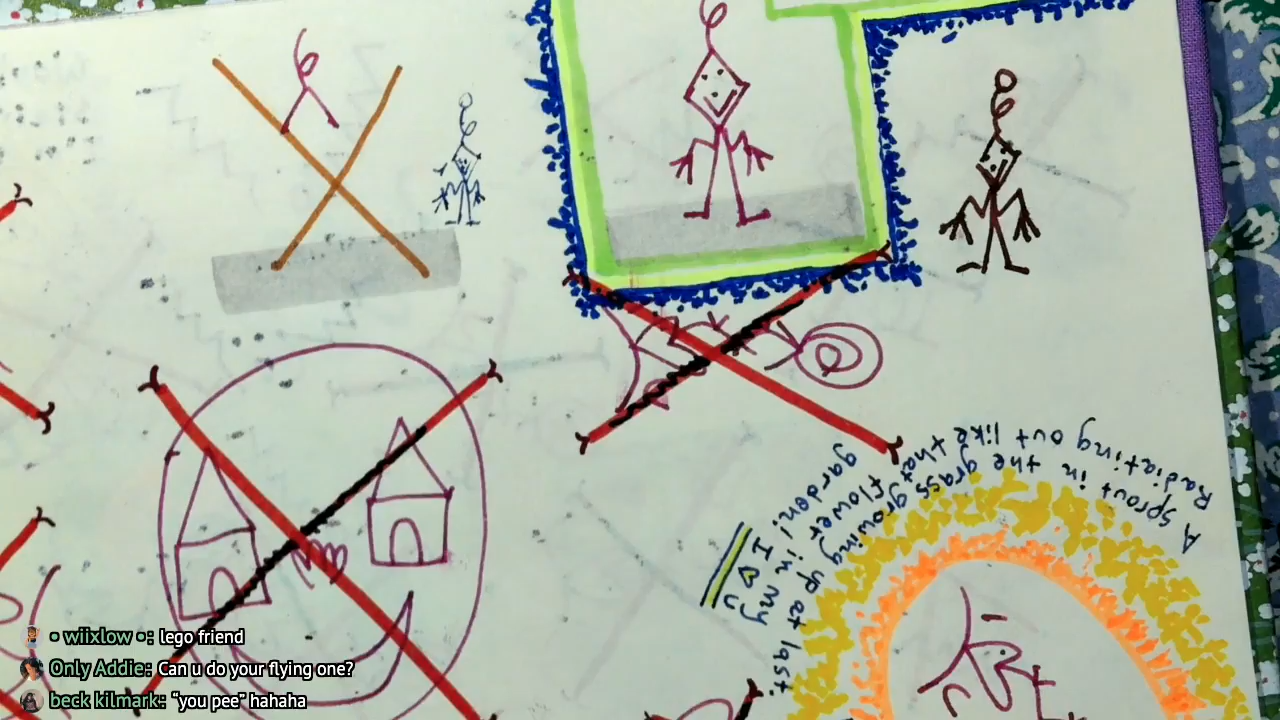 A sprout in the grass growing up at last
Radiating out like that flower in my
garden!
I ♡ U
• wiixlow •: lego friend
Only Addie: Can u do your flying one?
beck kilmark: "you pee" hahaha